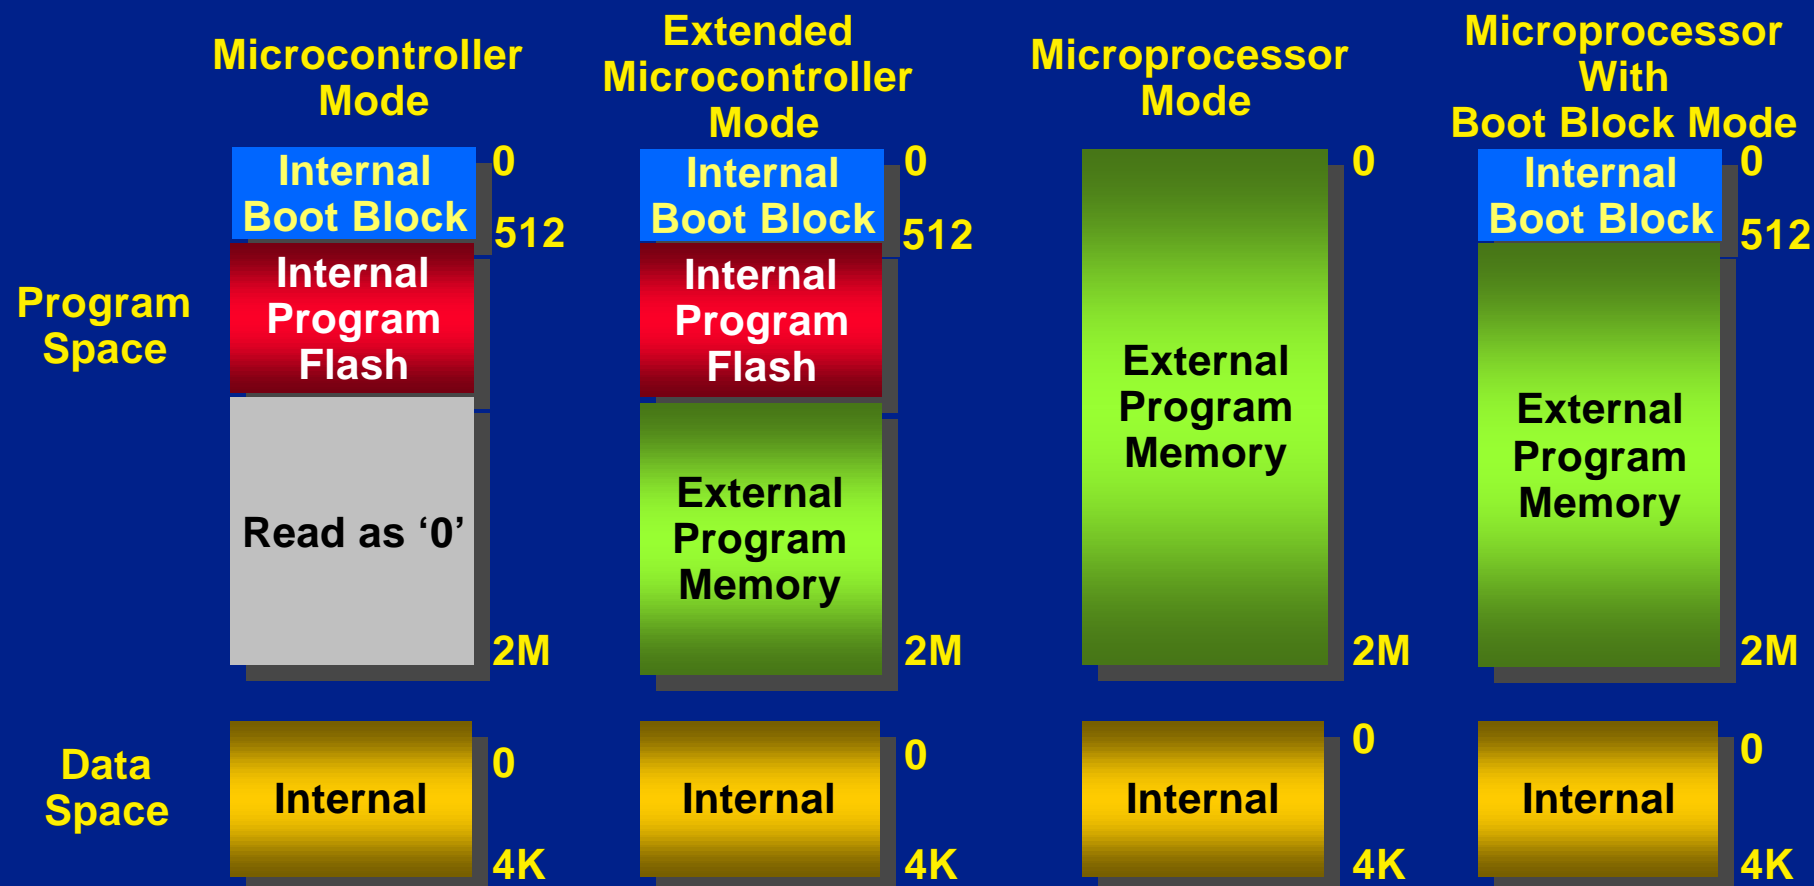 Microcontroller
Mode
Extended
Microcontroller
Mode
Microprocessor
Mode
Microprocessor
With
Boot Block Mode
Program
Space
Internal
Boot Block
0
512
Internal
Program
Flash
Read as ‘0’
2M
Internal
Boot Block
0
512
Internal
Program
Flash
External
Program
Memory
2M
0
External
Program
Memory
2M
Internal
Boot Block
0
512
External
Program
Memory
2M
Data
Space
Internal
0
4K
Internal
0
4K
Internal
0
4K
Internal
0
4K